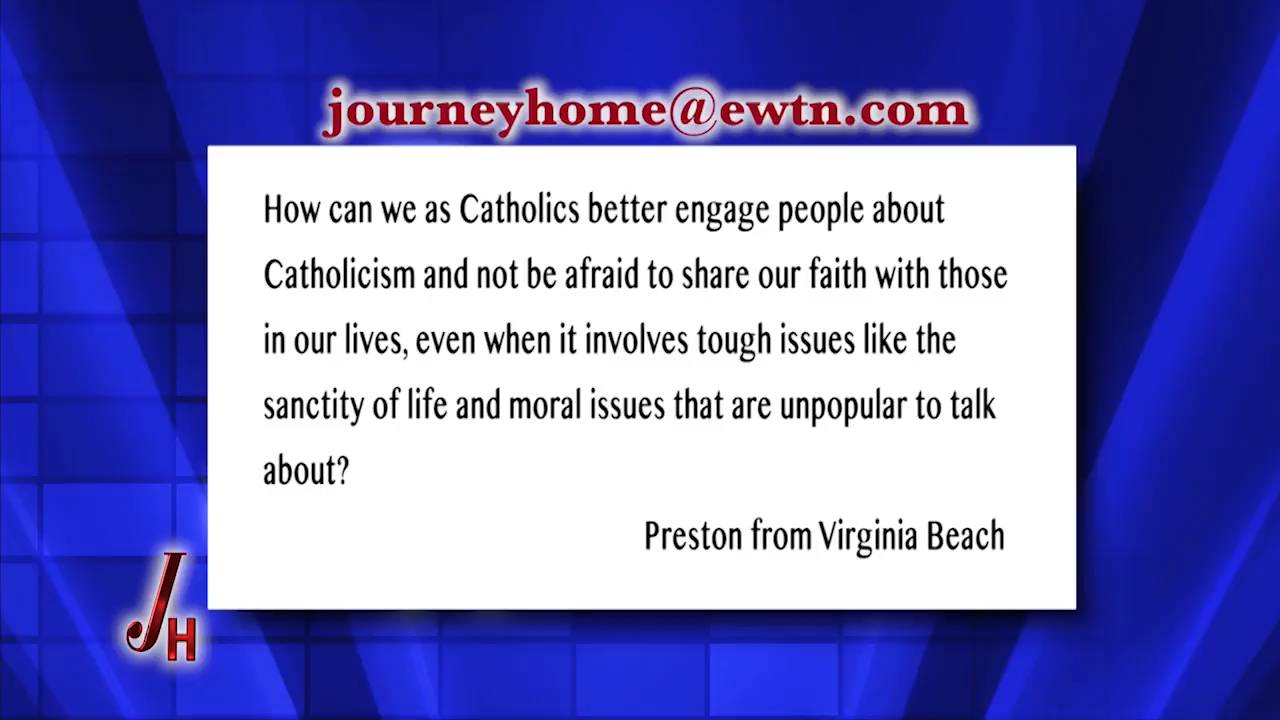 journeyhome@ewtn.com
How can we as Catholics better engage people about
Catholicism and not be afraid to share our faith with those
in our lives, even when it involves tough issues like the
sanctity of life and moral issues that are unpopular to talk
about?
Preston from Virginia Beach
JH